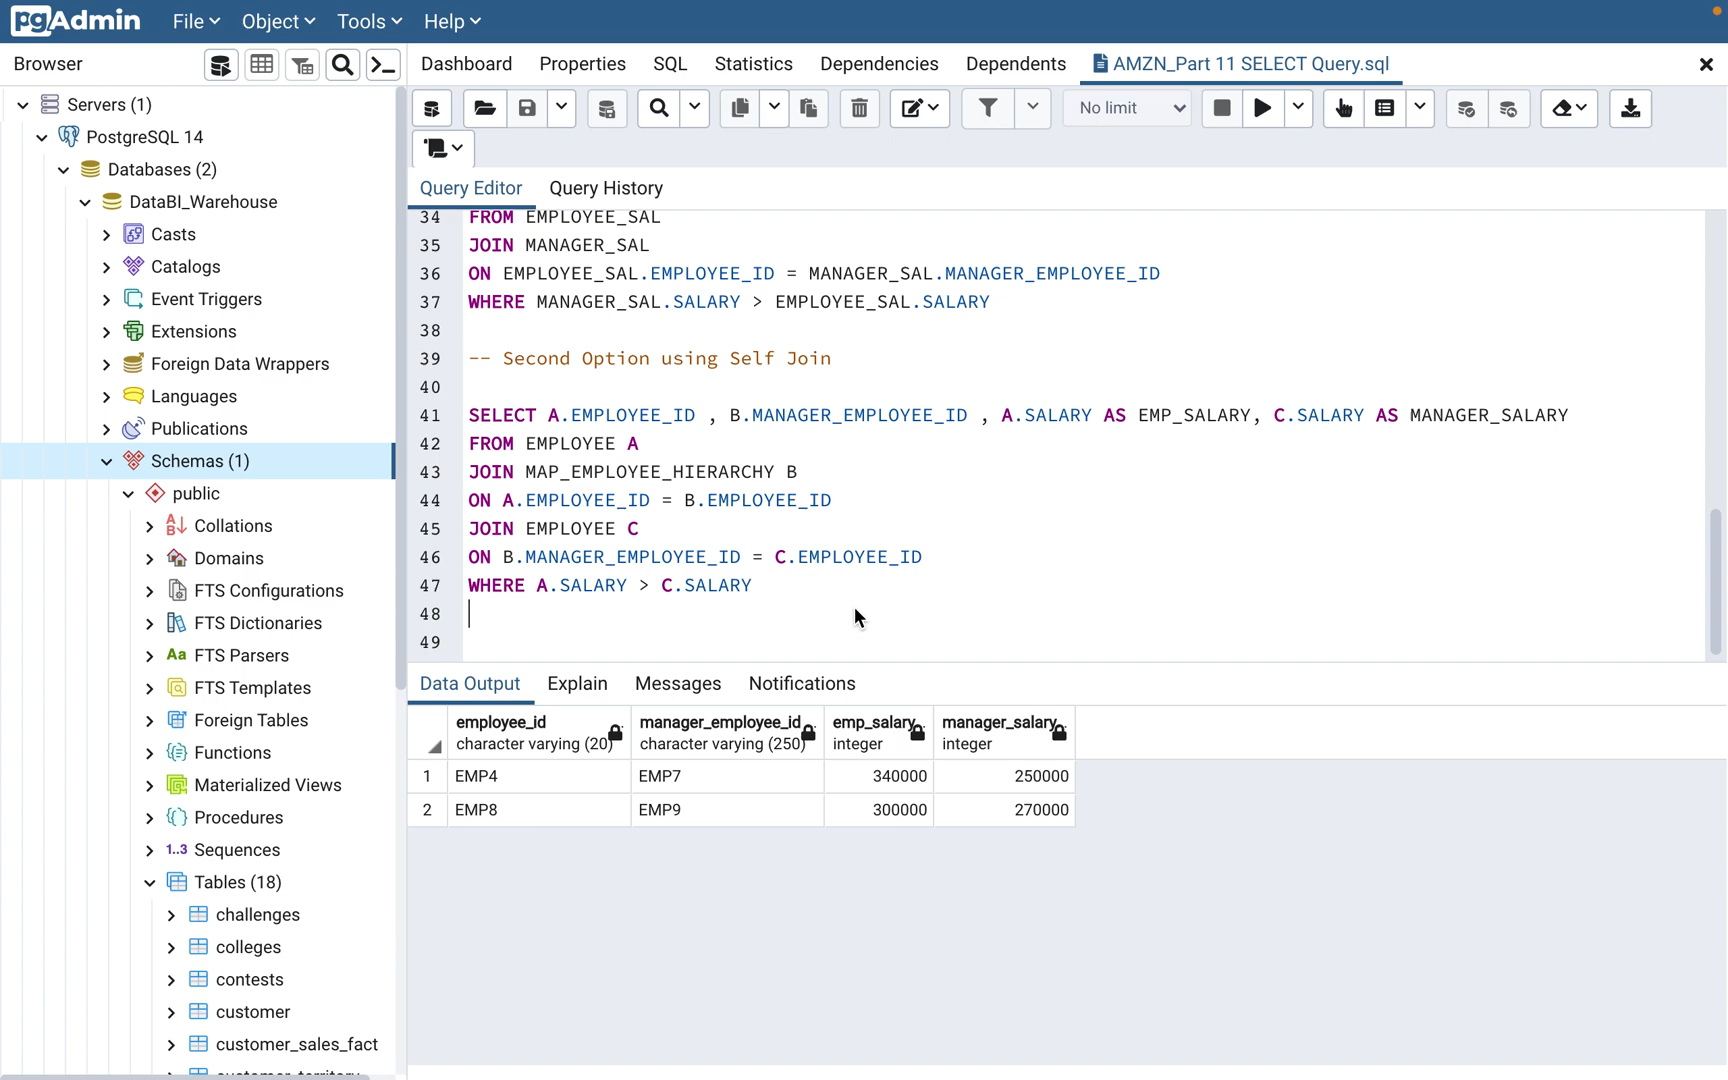 pgAdmin File Object Tools Help
Browser
Dashboard Properties SQL Statistics Dependencies Dependents AMZN_Part 11 SELECT Query.sql
Servers (1)
PostgreSQL 14
Databases (2)
DataBI_Warehouse
Casts
Catalogs
Event Triggers
Extensions
Foreign Data Wrappers
Languages
Publications
Schemas (1)
public
Collations
Domains
FTS Configurations
FTS Dictionaries
Aa FTS Parsers
FTS Templates
Foreign Tables
Functions
Materialized Views
Procedures
1..3 Sequences
Tables (18)
challenges
colleges
contests
customer
customer_sales_fact
No limit
Query Editor Query History
34 FROM EMPLOYEE_SAL
35 JOIN MANAGER_SAL
36 ON EMPLOYEE_SAL.EMPLOYEE_ID = MANAGER_SAL.MANAGER_EMPLOYEE_ID
37 WHERE MANAGER_SAL.SALARY > EMPLOYEE_SAL.SALARY
38
39 -- Second Option using Self Join
40
41 SELECT A.EMPLOYEE_ID , B.MANAGER_EMPLOYEE_ID , A.SALARY AS EMP_SALARY, C.SALARY AS MANAGER_SALARY
42 FROM EMPLOYEE A
43 JOIN MAP_EMPLOYEE_HIERARCHY B
44 ON A.EMPLOYEE_ID = B.EMPLOYEE_ID
45 JOIN EMPLOYEE C
46 ON B.MANAGER_EMPLOYEE_ID = C.EMPLOYEE_ID
47 WHERE A.SALARY > C.SALARY
48
49
Data Output Explain Messages Notifications
employee_id manager_employee_id emp_salary manager_salary
character varying (20) character varying (250) integer integer
1 EMP4 EMP7 340000 250000
2 EMP8 EMP9 300000 270000